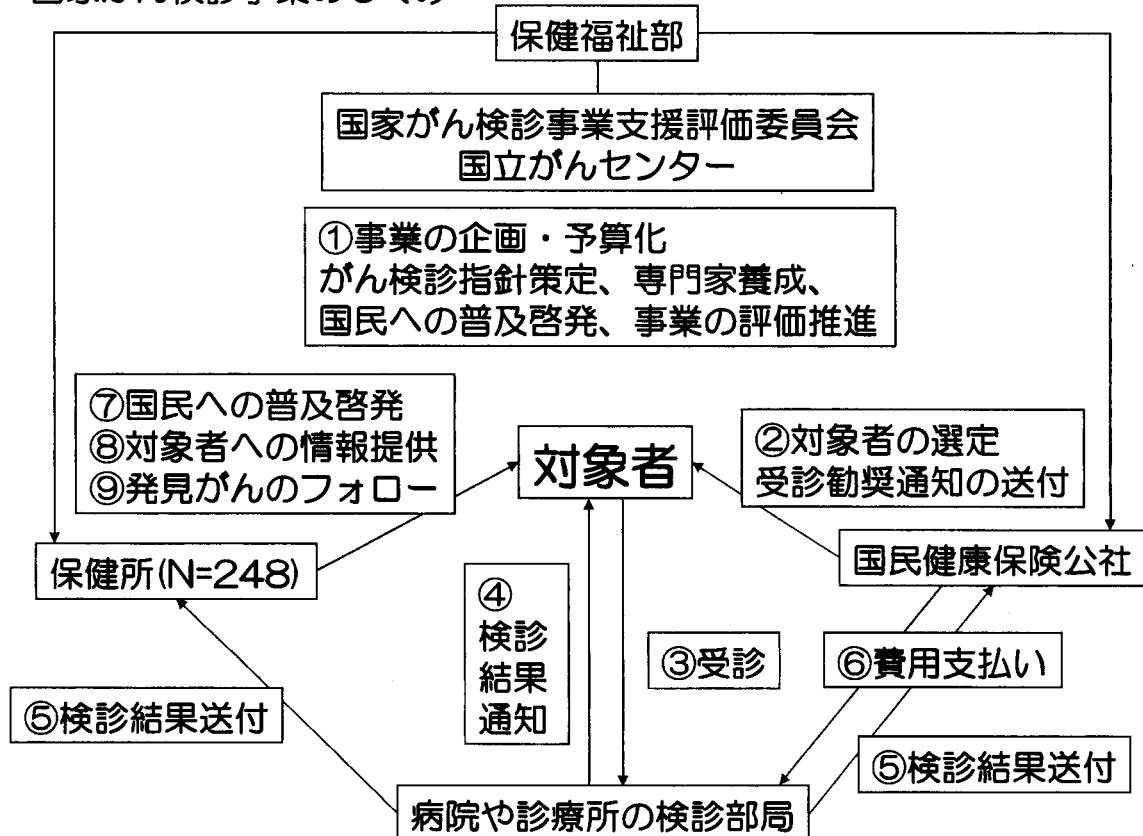 保健福祉部
国家がん検診事業支援評価委員会
国立がんセンター
①事業の企画・予算化
がん検診指針策定、専門家養成、
国民への普及啓発、事業の評価推進
⑦国民への普及啓発
⑧対象者への情報提供
⑨発見がんのフォロー
対象者
②対象者の選定
受診勧奨通知の送付
保健所(N=248)
国民健康保険公社
④
検診
結果
通知
③受診
⑥費用支払い
⑤検診結果送付
⑤検診結果送付
病院や診療所の検診部局